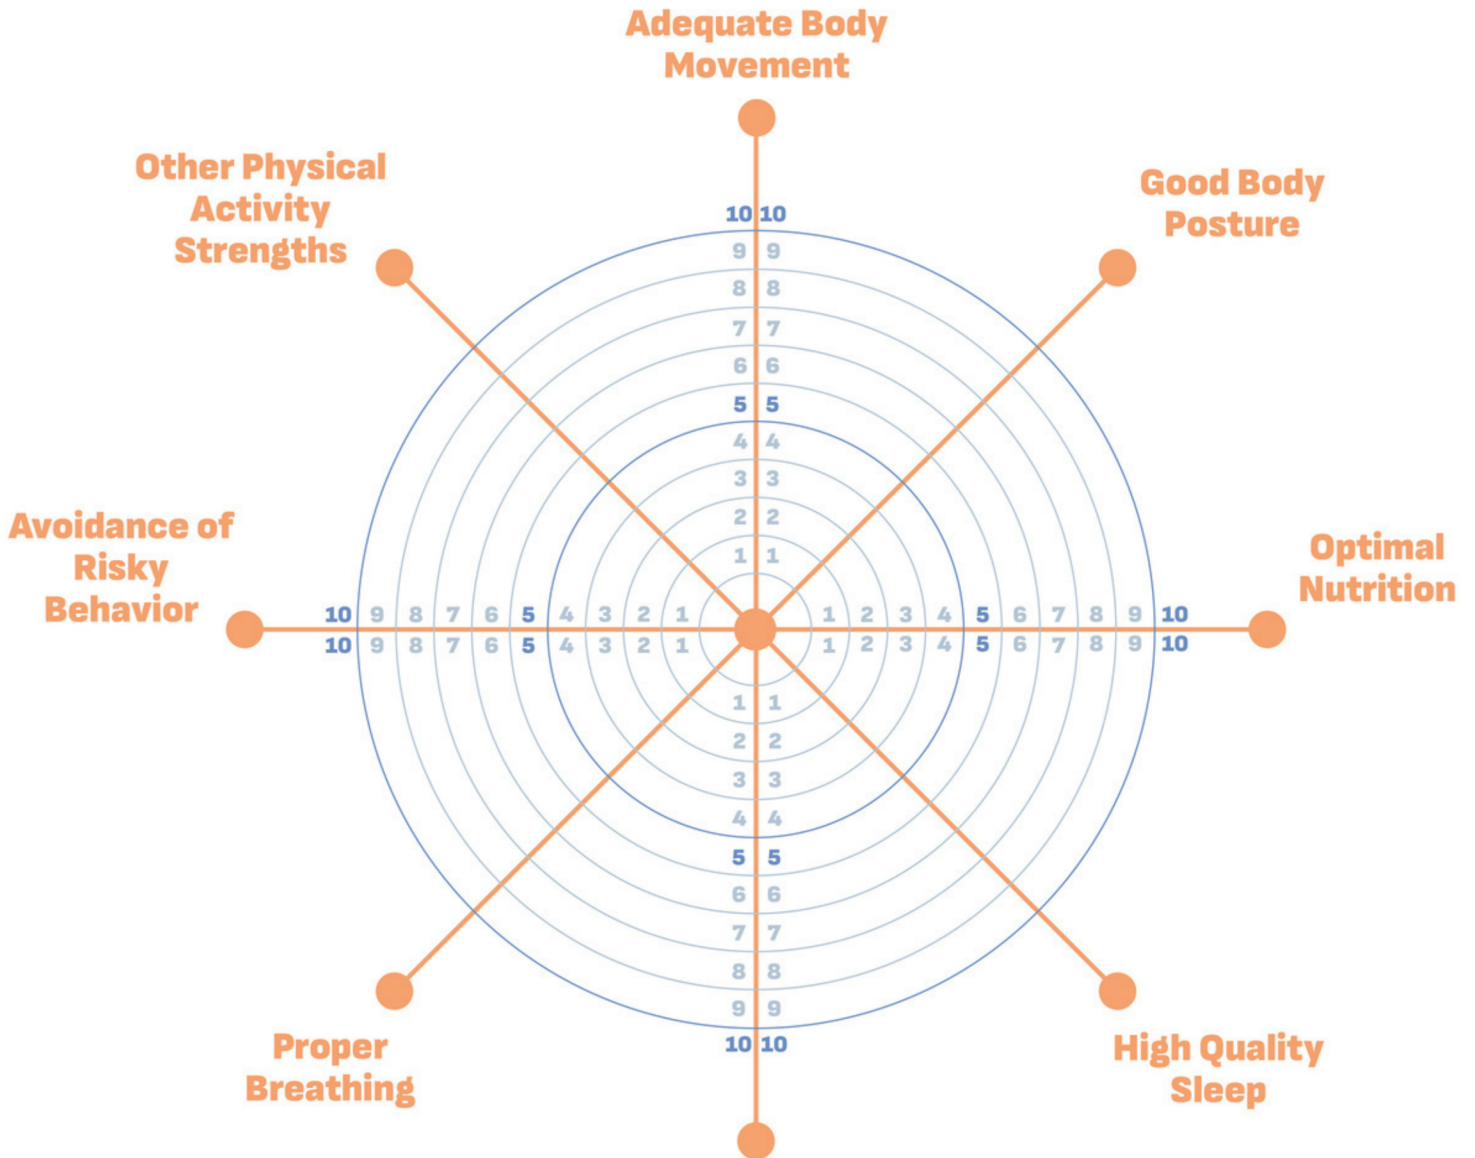 Adequate Body
Movement
Other Physical
Activity
Strengths
Good Body
Posture
10 10
9 9
8 8
7 7
6 6
5 5
4 4
3 3
2 2
1 1
Avoidance of
Risky
Behavior
Optimal
Nutrition
10 9 8 7 6 5 4 3 2 1 1 2 3 4 5 6 7 8 9 10
10 9 8 7 6 5 4 3 2 1 1 2 3 4 5 6 7 8 9 10
1 1
2 2
3 3
4 4
5 5
6 6
7 7
8 8
9 9
10 10
Proper
Breathing
High Quality
Sleep